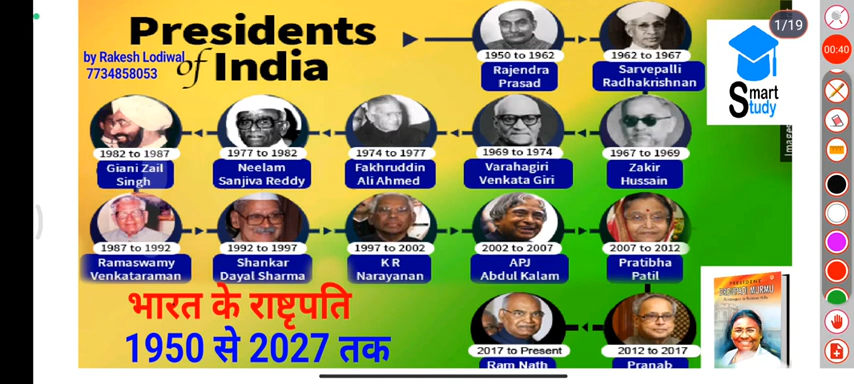 Presidents
of India
by Rakesh Lodiwal
7734858053
1/19
00:40
Smart
Study
1950 to 1962
Rajendra
Prasad
1962 to 1967
Sarvepalli
Radhakrishnan
1982 to 1987
Giani Zail
Singh
1977 to 1982
Neelam
Sanjiva Reddy
1974 to 1977
Fakhruddin
Ali Ahmed
1969 to 1974
Varahagiri
Venkata Giri
1967 to 1969
Zakir
Hussain
Images
1987 to 1992
Ramaswamy
Venkataraman
1992 to 1997
Shankar
Dayal Sharma
1997 to 2002
K R
Narayanan
2002 to 2007
APJ
Abdul Kalam
2007 to 2012
Pratibha
Patil
भारत के राष्ट्रपति
1950 से 2027 तक
2017 to Present
Ram Nath
2012 to 2017
Pranab
PRESIDENT
DROUPADI MURMU